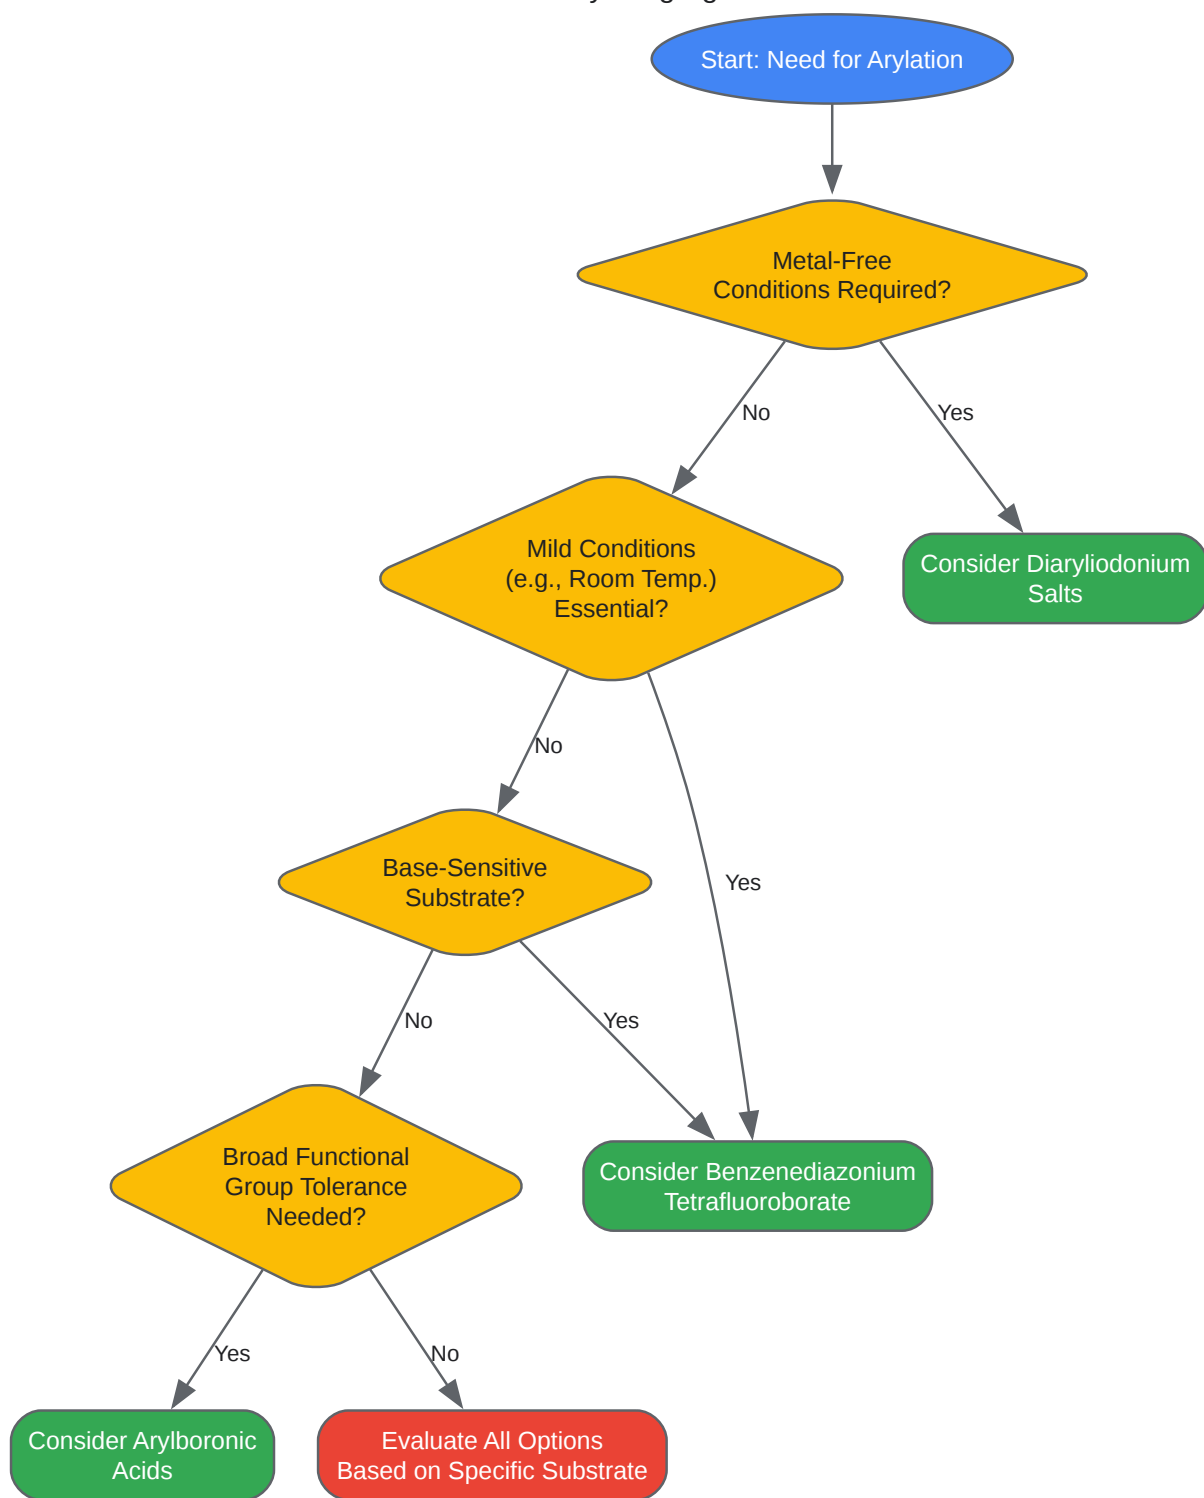 Start: Need for Arylation
Metal-Free
Conditions Required?
No
Yes
Mild Conditions
(e.g., Room Temp.)
Essential?
Consider Diaryliodonium
Salts
No
Yes
Base-Sensitive
Substrate?
No
Yes
Broad Functional
Group Tolerance
Needed?
Consider Benzenediazonium
Tetrafluoroborate
Yes
No
Consider Arylboronic
Acids
Evaluate All Options
Based on Specific Substrate